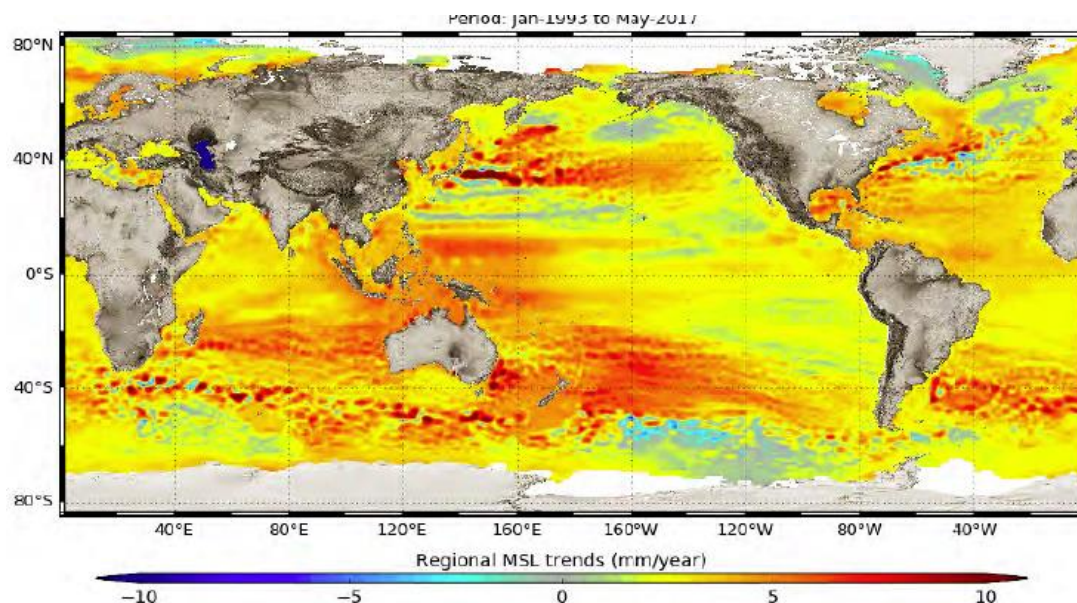 Period: Jan-1993 to May-2017
80°N
40°N
0°S
40°S
80°S
40°E 80°E 120°E 160°E 160°W 120°W 80°W 40°W
Regional MSL trends (mm/year)
−10 −5 0 5 10